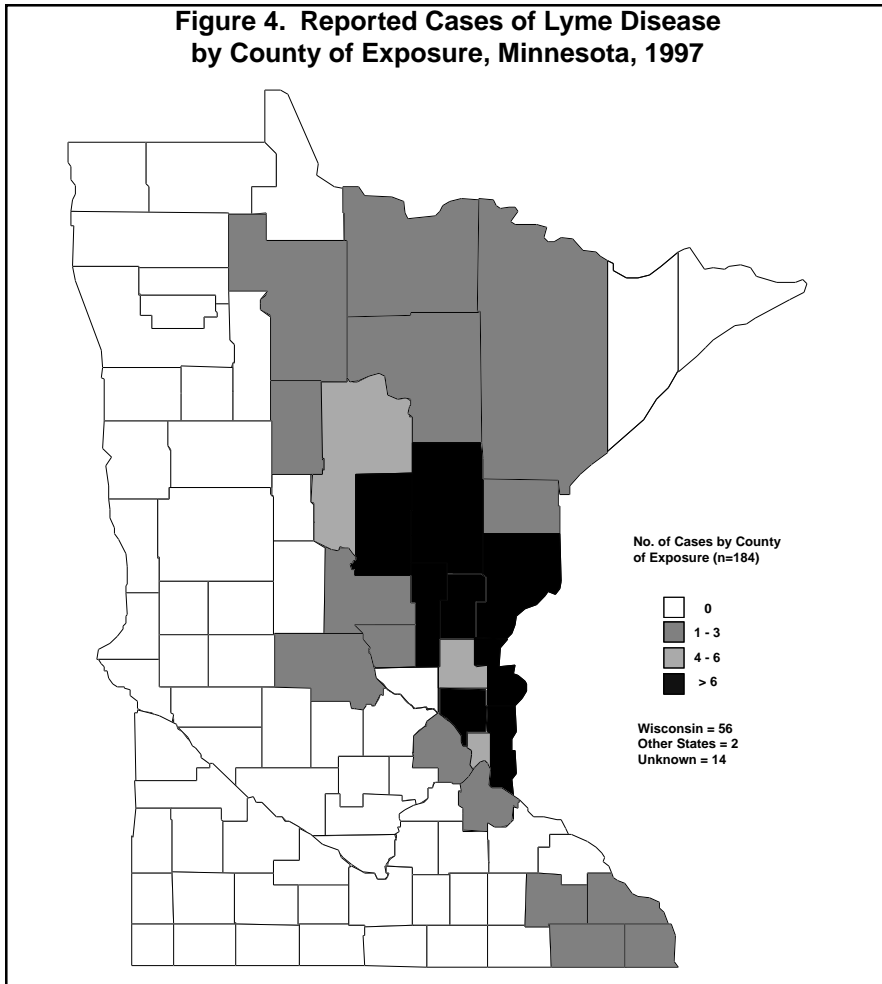 Figure 4. Reported Cases of Lyme Disease
by County of Exposure, Minnesota, 1997
No. of Cases by County
of Exposure (n=184)
0
1 - 3
4 - 6
> 6
Wisconsin = 56
Other States = 2
Unknown = 14